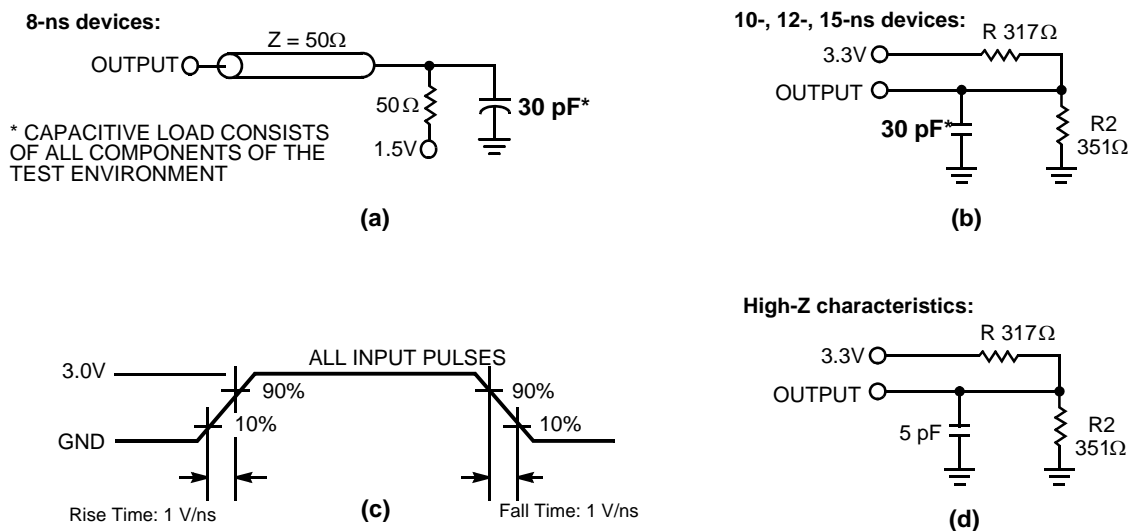 8-ns devices:
Z = 50Ω
OUTPUT
50Ω
30 pF*
1.5V
* CAPACITIVE LOAD CONSISTS
OF ALL COMPONENTS OF THE
TEST ENVIRONMENT
(a)
10-, 12-, 15-ns devices:
R 317Ω
3.3V
OUTPUT
30 pF*
R2
351Ω
(b)
ALL INPUT PULSES
3.0V
90%
90%
10%
10%
GND
Rise Time: 1 V/ns
(c)
Fall Time: 1 V/ns
High-Z characteristics:
R 317Ω
3.3V
OUTPUT
5 pF
R2
351Ω
(d)